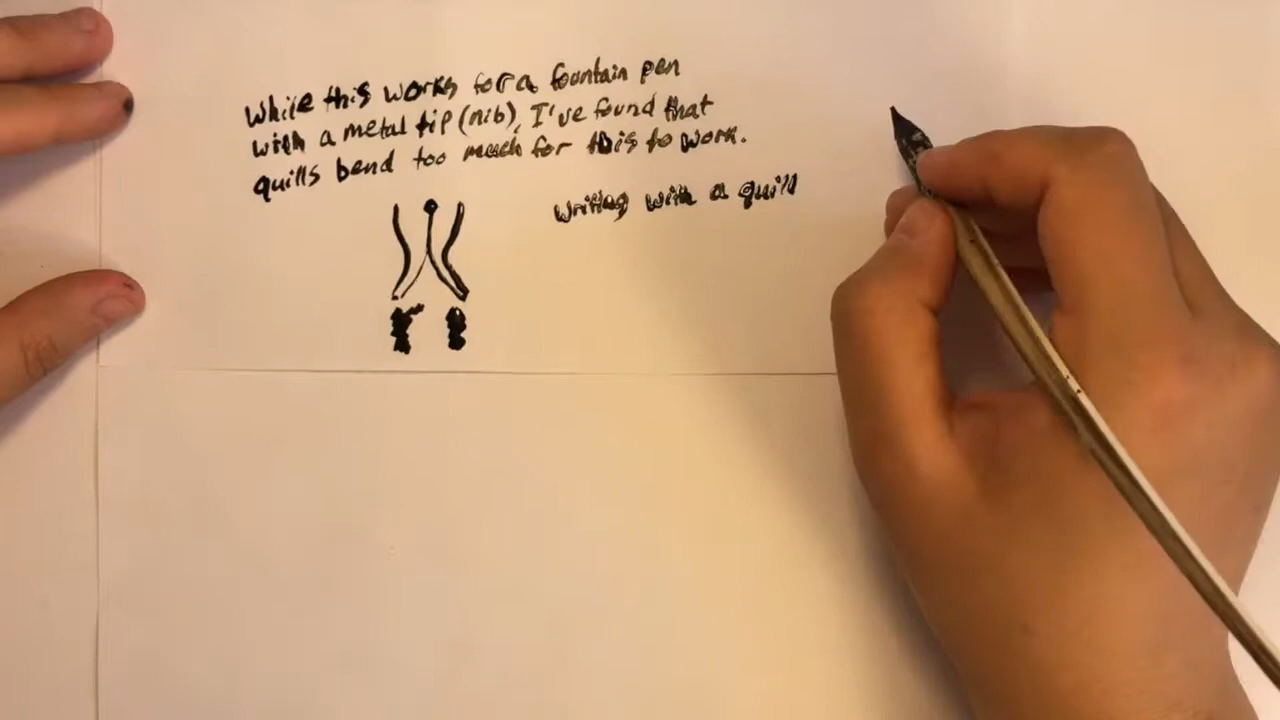 While this works for a fountain pen
with a metal tip (nib), I've found that
quills bend too much for this to work.
writing with a quill